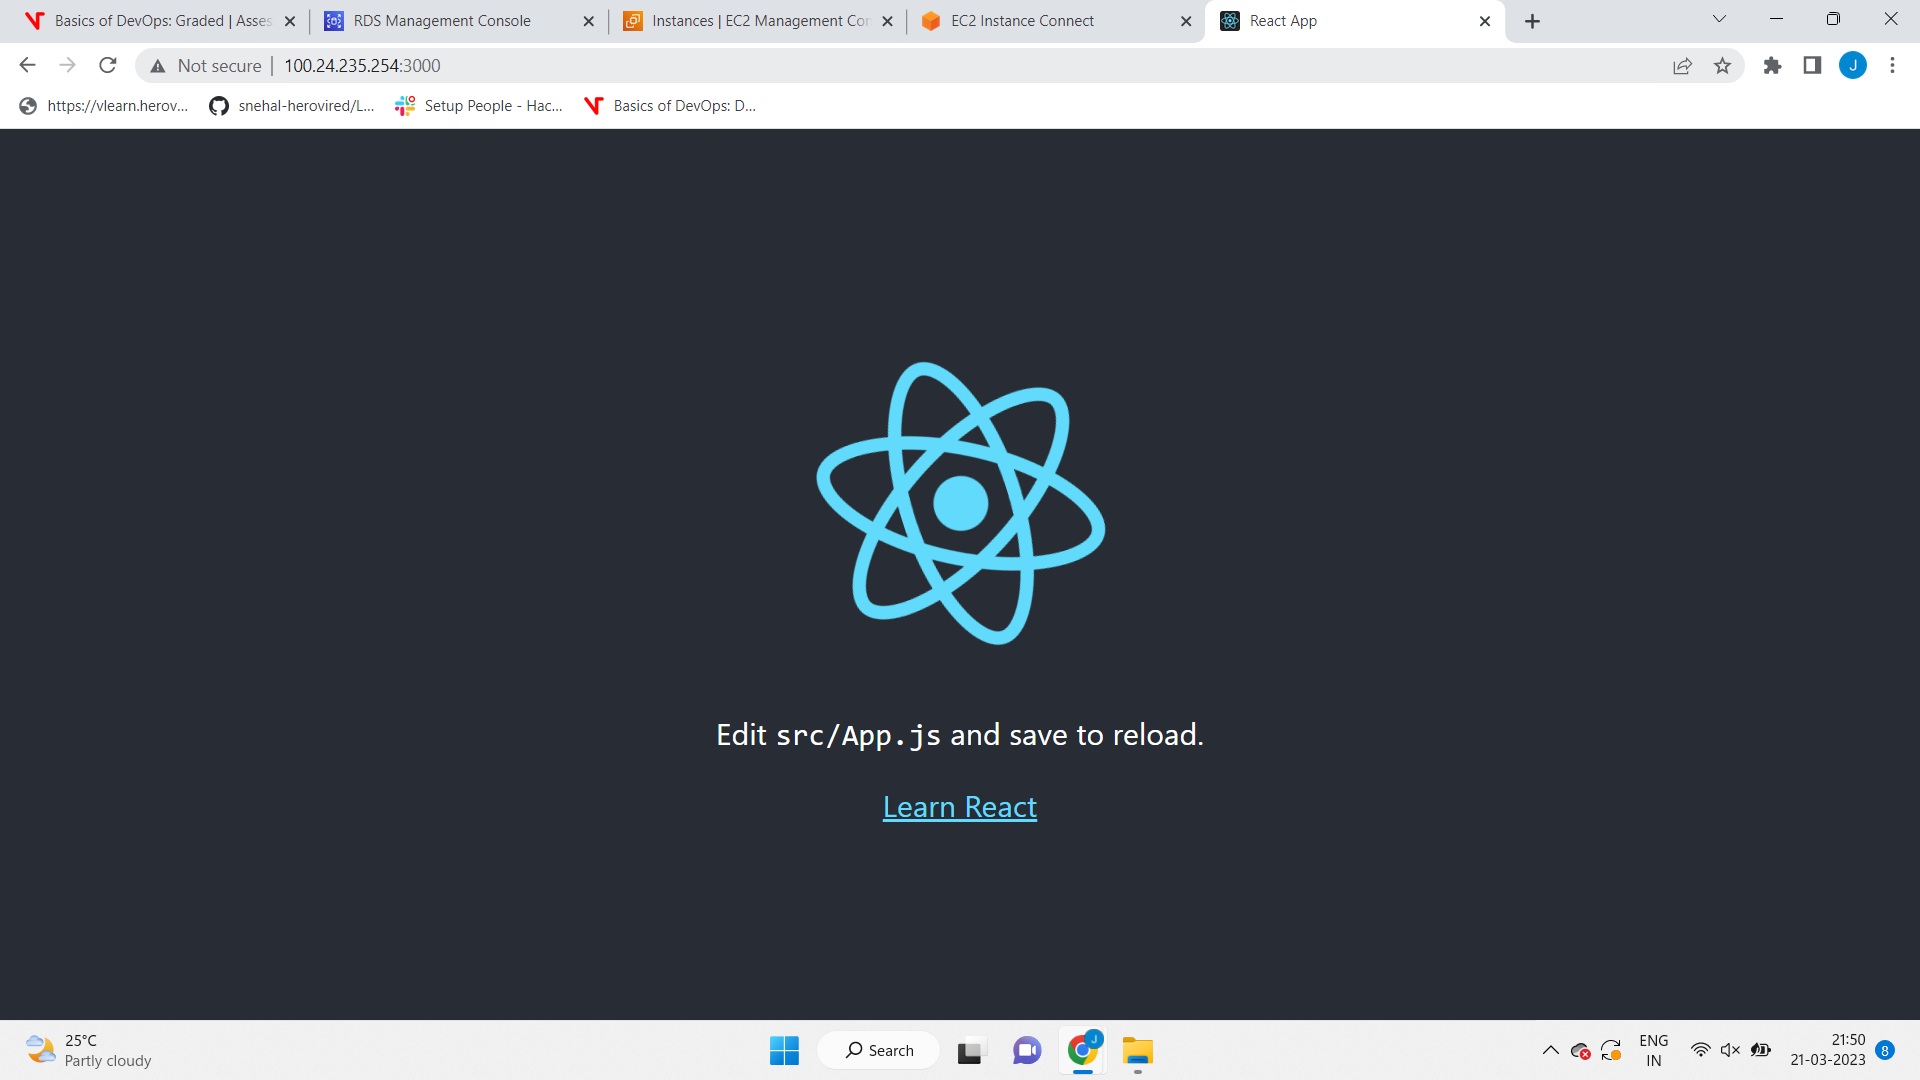 Basics of DevOps: Graded | Asses
RDS Management Console
Instances | EC2 Management Con
EC2 Instance Connect
React App
Not secure
100.24.235.254:3000
J
https://vlearn.herov...
snehal-herovired/L...
Setup People - Hac...
Basics of DevOps: D...
Edit src/App.js and save to reload.
Learn React
25°C
Partly cloudy
Search
J
ENG
IN
21:50
21-03-2023
8